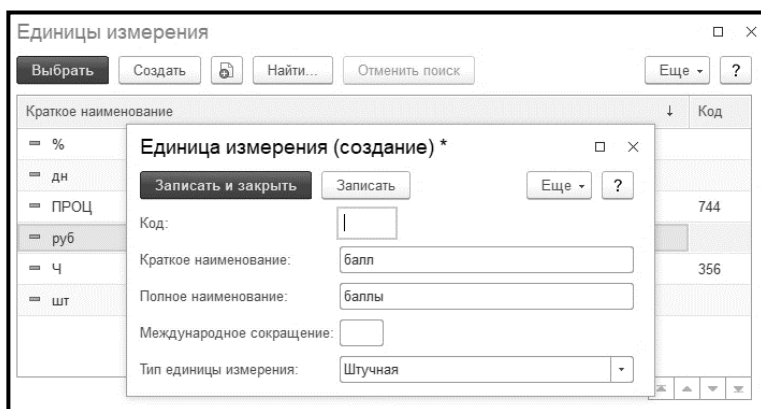 Единицы измерения
Выбрать Создать Найти... Отменить поиск Еще ?
Краткое наименование ↓ Код
%
дн
ПРОЦ 744
руб
Ч 356
шт
Единица измерения (создание) *
Записать и закрыть Записать Еще ?
Код:
Краткое наименование: балл
Полное наименование: баллы
Международное сокращение:
Тип единицы измерения: Штучная